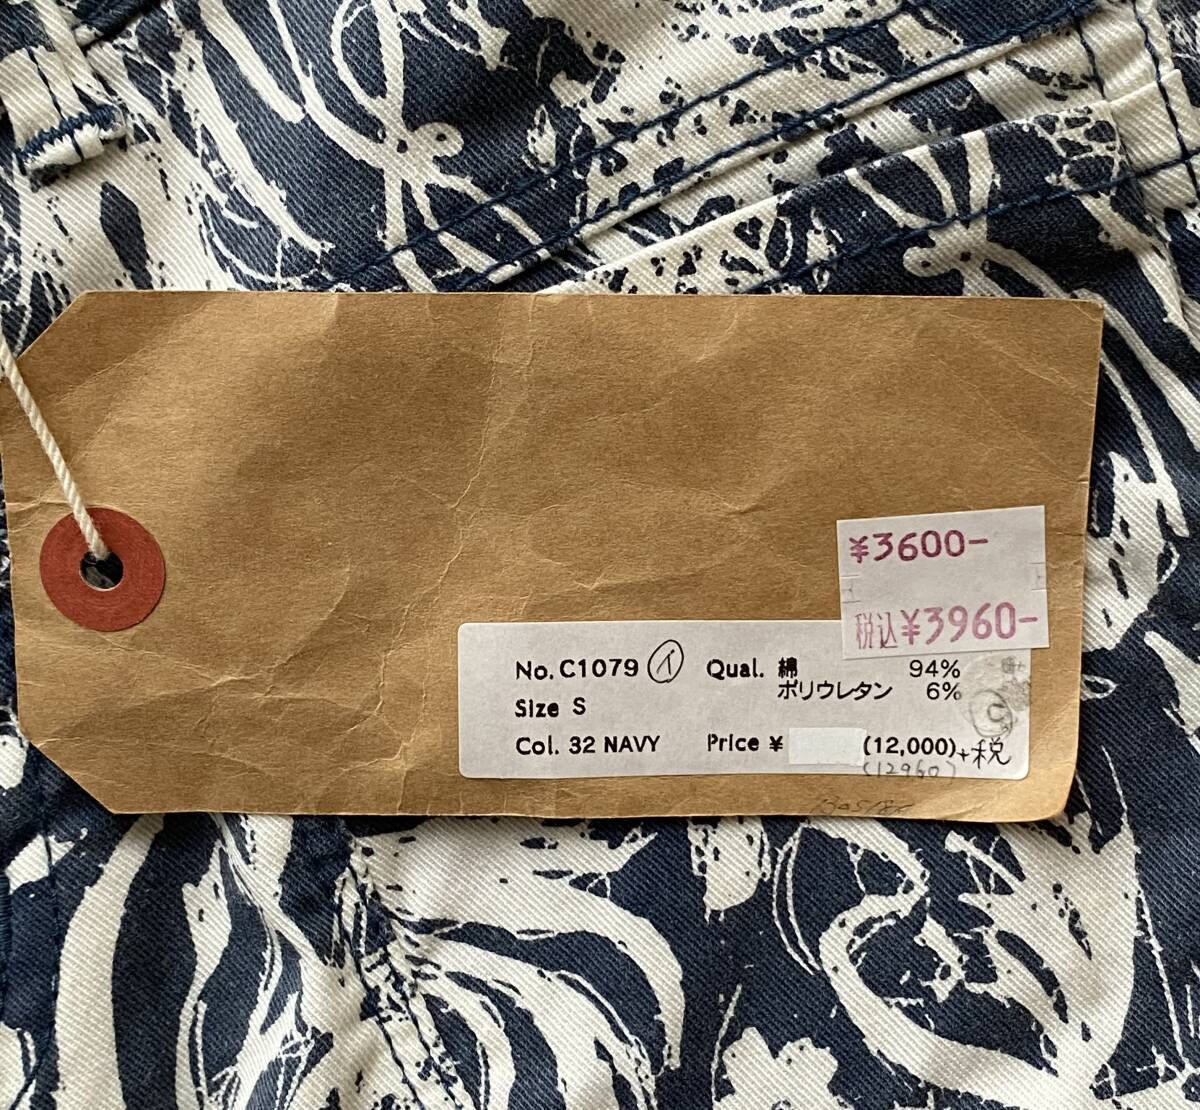 ¥3600-
税込¥3960-
No. C1079 イ Qual. 綿 94%
ポリウレタン 6%
Size S
Col. 32 NAVY Price ¥ (12,000)+税
(12960)